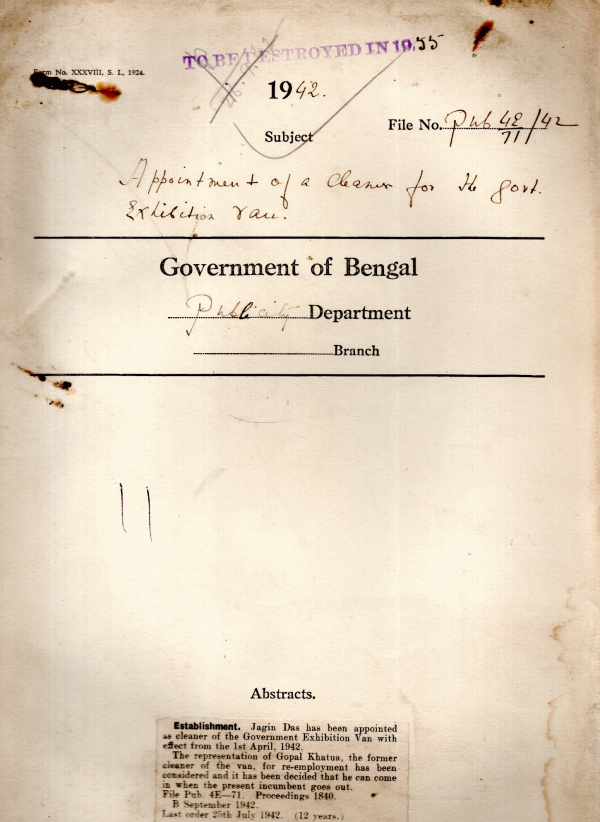 TO BE DESTROYED IN 1955
Form No. XXXVIII, S. I., 1924.
1942.
File No. Pub 4E/71/42
Subject
Appointment of a cleaner for the Govt.
Exhibition van.
Government of Bengal
Publicity Department
Branch
Abstracts.
Establishment. Jagin Das has been appointed
as cleaner of the Government Exhibition Van with
effect from the 1st April, 1942.
The representation of Gopal Khatua, the former
cleaner of the van, for re-employment has been
considered and it has been decided that he can come
in when the present incumbent goes out.
File Pub. 4E—71. Proceedings 1840.
B September 1942.
Last order 25th July 1942. (12 years.)